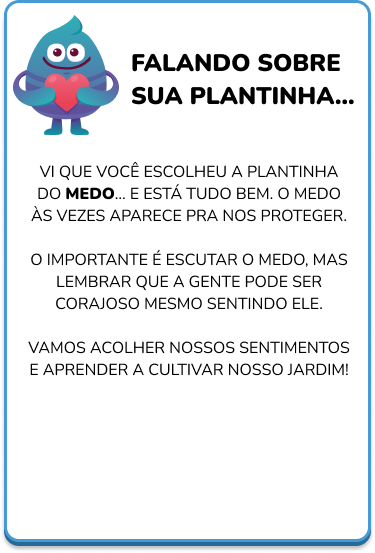 FALANDO SOBRE
SUA PLANTINHA...
VI QUE VOCÊ ESCOLHEU A PLANTINHA
DO MEDO... E ESTÁ TUDO BEM. O MEDO
ÀS VEZES APARECE PRA NOS PROTEGER.
O IMPORTANTE É ESCUTAR O MEDO, MAS
LEMBRAR QUE A GENTE PODE SER
CORAJOSO MESMO SENTINDO ELE.
VAMOS ACOLHER NOSSOS SENTIMENTOS
E APRENDER A CULTIVAR NOSSO JARDIM!